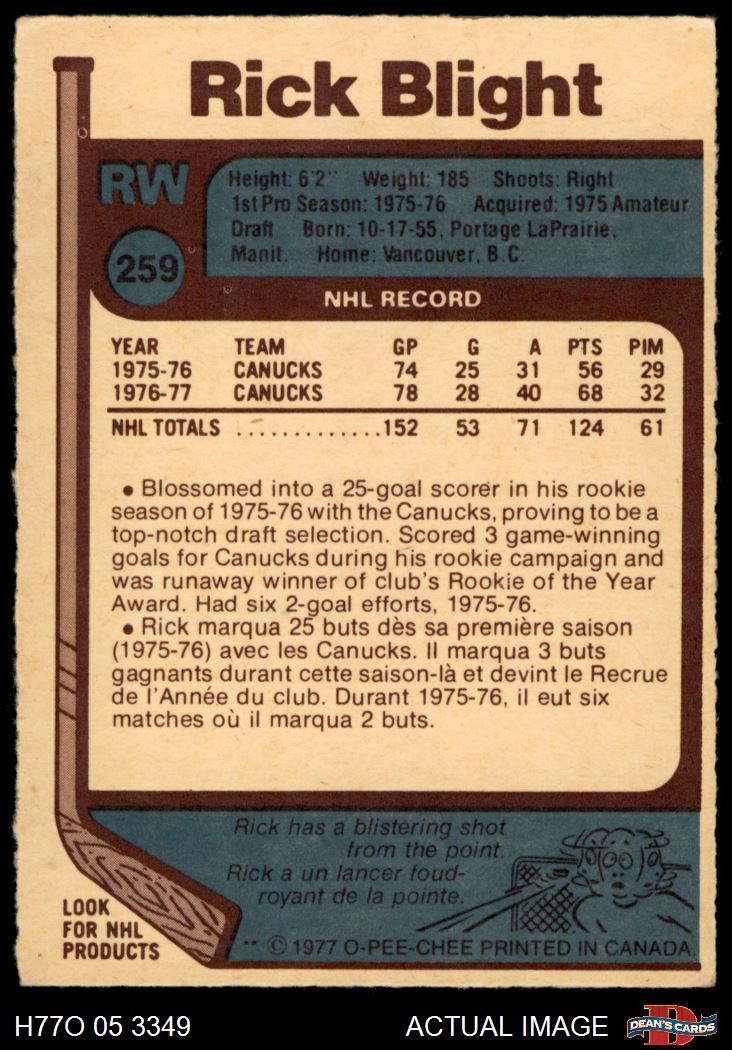 Rick Blight
RW
259
Height: 6'2" Weight: 185 Shoots: Right
1st Pro Season: 1975-76 Acquired: 1975 Amateur
Draft Born: 10-17-55, Portage LaPrairie,
Manit. Home: Vancouver, B.C.
NHL RECORD
YEAR TEAM GP G A PTS PIM
1975-76 CANUCKS 74 25 31 56 29
1976-77 CANUCKS 78 28 40 68 32
NHL TOTALS .............152 53 71 124 61
• Blossomed into a 25-goal scorer in his rookie
season of 1975-76 with the Canucks, proving to be a
top-notch draft selection. Scored 3 game-winning
goals for Canucks during his rookie campaign and
was runaway winner of club's Rookie of the Year
Award. Had six 2-goal efforts, 1975-76.
• Rick marqua 25 buts dès sa première saison
(1975-76) avec les Canucks. Il marqua 3 buts
gagnants durant cette saison-là et devint le Recrue
de l'Année du club. Durant 1975-76, il eut six
matches où il marqua 2 buts.
Rick has a blistering shot
from the point.
Rick a un lancer foud-
royant de la pointe.
LOOK
FOR NHL
PRODUCTS
** © 1977 O-PEE-CHEE PRINTED IN CANADA.
H77O 05 3349
ACTUAL IMAGE
D
DEAN'S CARDS